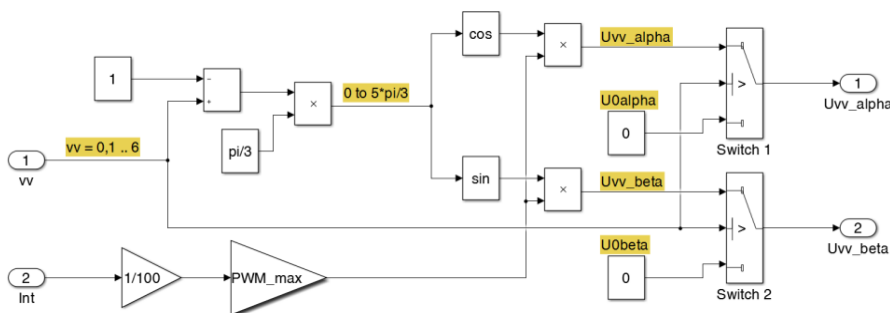 cos
×
Uvv_alpha
1
−
+
×
0 to 5*pi/3
>
1
Uvv_alpha
U0alpha
0
Switch 1
pi/3
vv = 0,1 .. 6
1
vv
sin
×
Uvv_beta
>
2
Uvv_beta
U0beta
0
Switch 2
2
Int
1/100
PWM_max